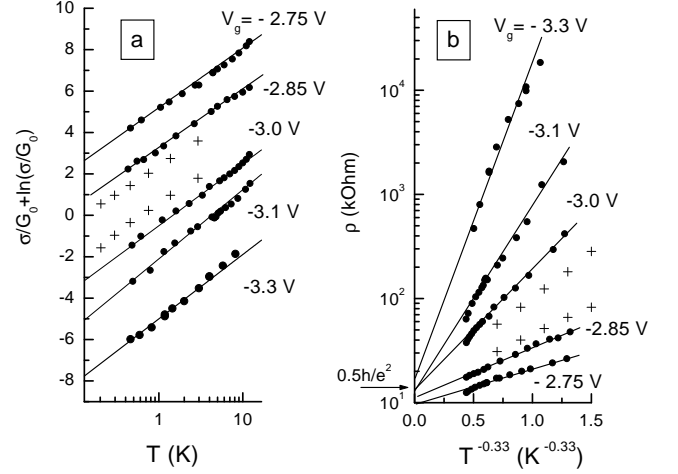 a
V_g= - 2.75 V
-2.85 V
-3.0 V
-3.1 V
-3.3 V
10
8
6
4
2
0
-2
-4
-6
-8
σ/G_0+ln(σ/G_0)
1
10
T (K)
b
V_g= - 3.3 V
-3.1 V
-3.0 V
-2.85 V
- 2.75 V
10^4
10^3
10^2
10^1
ρ (kOhm)
0.5h/e^2
0.0
0.5
1.0
1.5
T^-0.33 (K^-0.33)